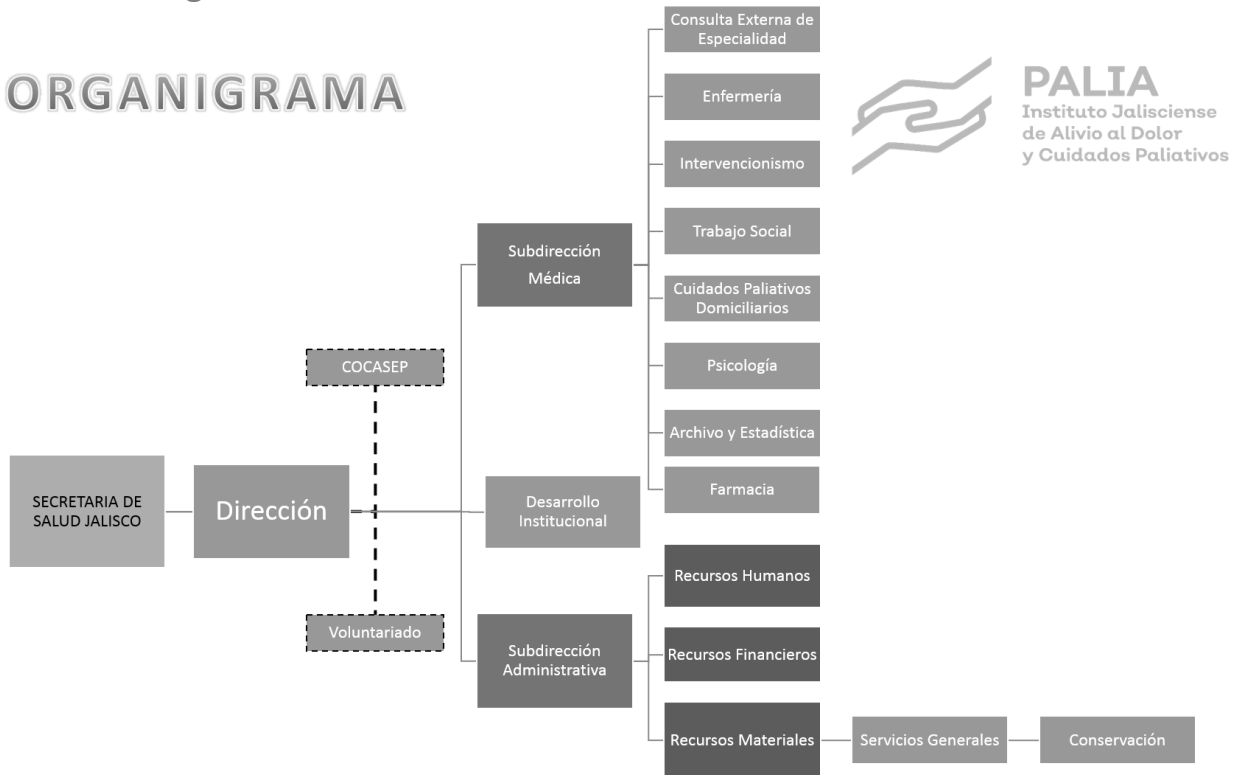 ORGANIGRAMA
PALIA
Instituto Jalisciense
de Alivio al Dolor
y Cuidados Paliativos
Consulta Externa de
Especialidad
Enfermería
Intervencionismo
Trabajo Social
Cuidados Paliativos
Domiciliarios
Psicología
Archivo y Estadística
Farmacia
Subdirección
Médica
COCASEP
SECRETARIA DE
SALUD JALISCO
Dirección
Desarrollo
Institucional
Voluntariado
Subdirección
Administrativa
Recursos Humanos
Recursos Financieros
Recursos Materiales
Servicios Generales
Conservación